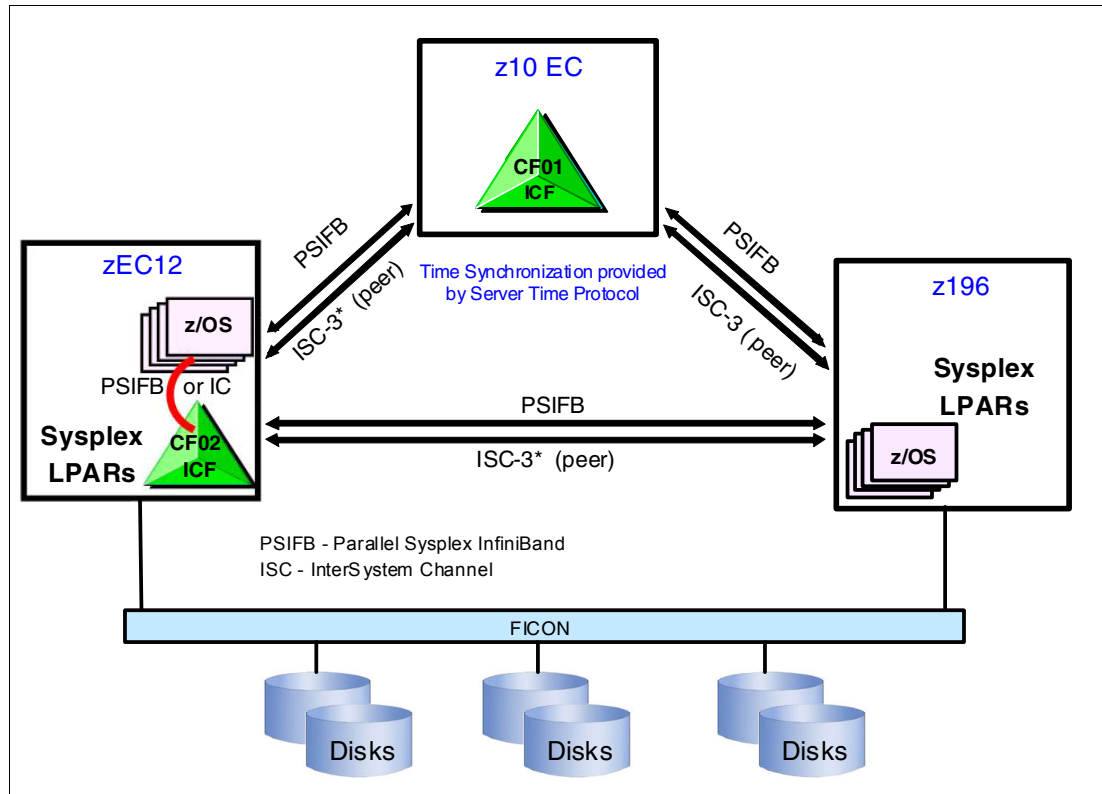 z10 EC
CF01
ICF
PSIFB
ISC-3* (peer)
PSIFB
ISC-3 (peer)
Time Synchronization provided
by Server Time Protocol
zEC12
z/OS
PSIFB or IC
Sysplex
LPARs
CF02
ICF
z196
Sysplex
LPARs
z/OS
PSIFB
ISC-3* (peer)
PSIFB - Parallel Sysplex InfiniBand
ISC - InterSystem Channel
FICON
Disks
Disks
Disks